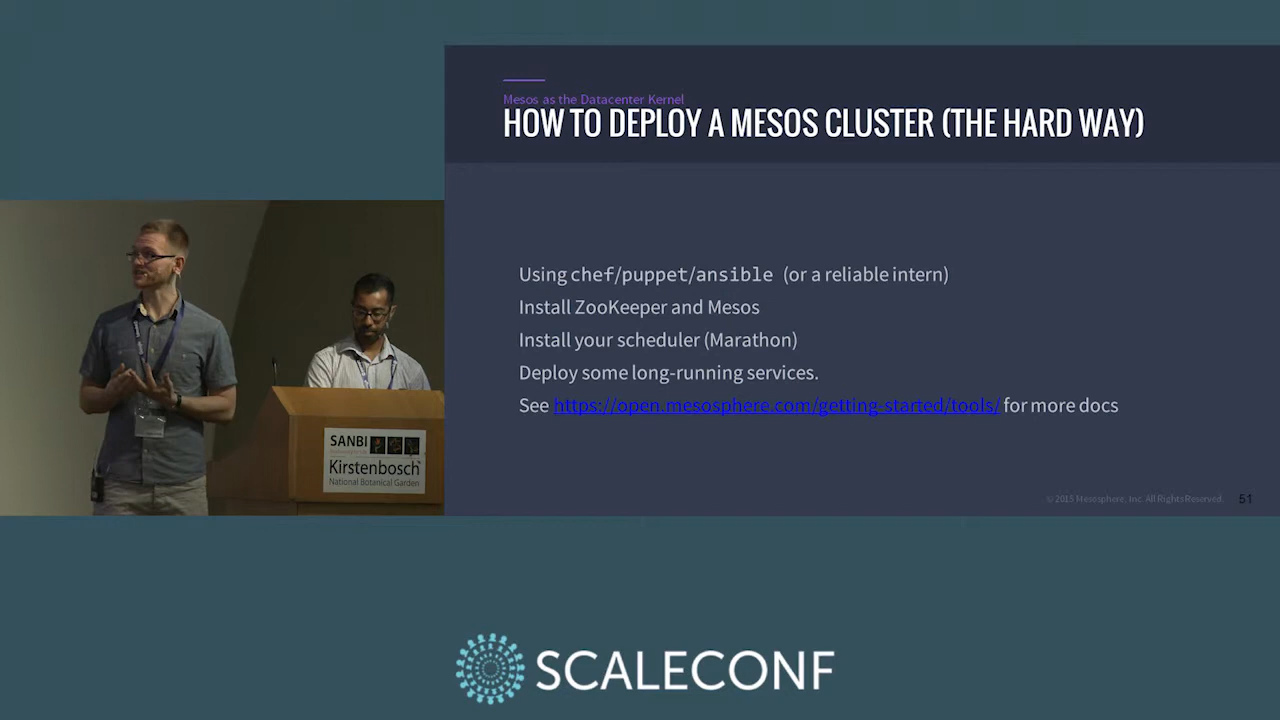 Mesos as the Datacenter Kernel
HOW TO DEPLOY A MESOS CLUSTER (THE HARD WAY)
Using chef/puppet/ansible (or a reliable intern)
Install ZooKeeper and Mesos
Install your scheduler (Marathon)
Deploy some long-running services.
See https://open.mesosphere.com/getting-started/tools/ for more docs
© 2015 Mesosphere, Inc. All Rights Reserved. 51
SANBI
Kirstenbosch
National Botanical Garden
SCALECONF